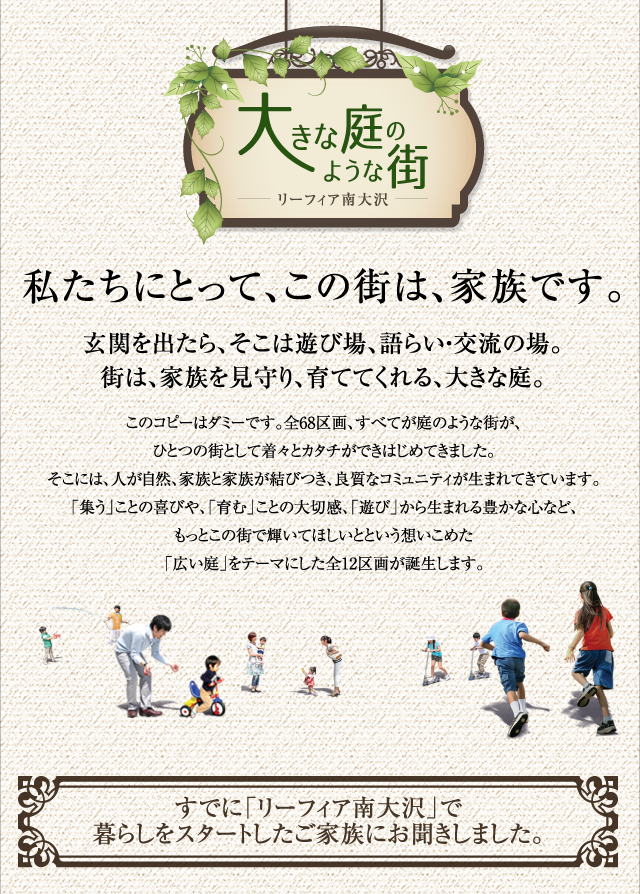 大きな庭の
ような街
リーフィア南大沢
私たちにとって、この街は、家族です。
玄関を出たら、そこは遊び場、語らい・交流の場。
街は、家族を見守り、育ててくれる、大きな庭。
このコピーはダミーです。全68区画、すべてが庭のような街が、
ひとつの街として着々とカタチができはじめてきました。
そこには、人が自然、家族と家族が結びつき、良質なコミュニティが生まれてきています。
「集う」ことの喜びや、「育む」ことの大切感、「遊び」から生まれる豊かな心など、
もっとこの街で輝いてほしいとという想いこめた
「広い庭」をテーマにした全12区画が誕生します。
すでに「リーフィア南大沢」で
暮らしをスタートしたご家族にお聞きしました。